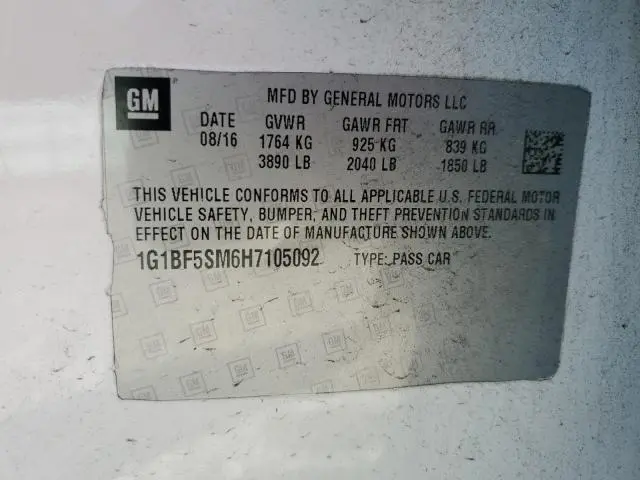 GM
MFD BY GENERAL MOTORS LLC
DATE GVWR GAWR FRT GAWR RR
08/16 1764 KG 925 KG 839 KG
3890 LB 2040 LB 1850 LB
THIS VEHICLE CONFORMS TO ALL APPLICABLE U.S. FEDERAL MOTOR
VEHICLE SAFETY, BUMPER, AND THEFT PREVENTION STANDARDS IN
EFFECT ON THE DATE OF MANUFACTURE SHOWN ABOVE.
1G1BF5SM6H7105092 TYPE: PASS CAR